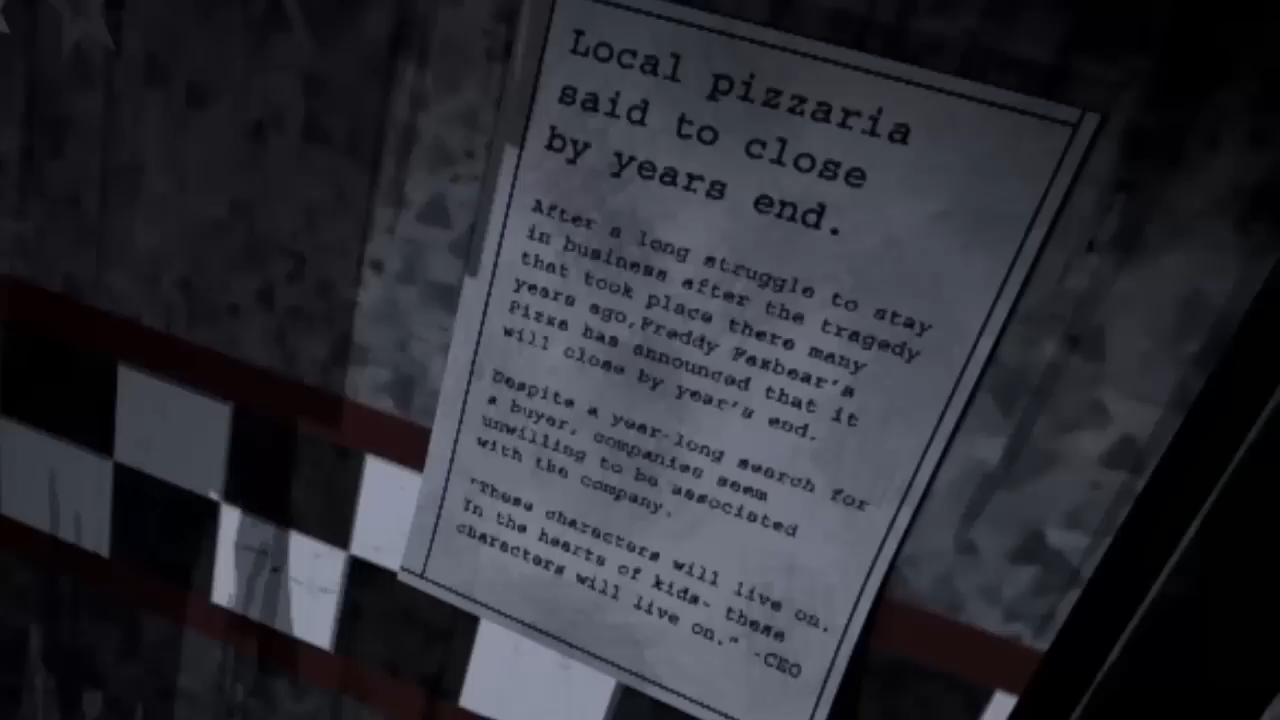 Local pizzaria
said to close
by years end.
After a long struggle to stay
in business after the tragedy
that took place there many
years ago,Freddy Fazbear's
Pizza has announced that it
will close by year's end.
Despite a year-long search for
a buyer, companies seem
unwilling to be associated
with the company.
"These characters will live on.
In the hearts of kids- these
characters will live on." -CEO